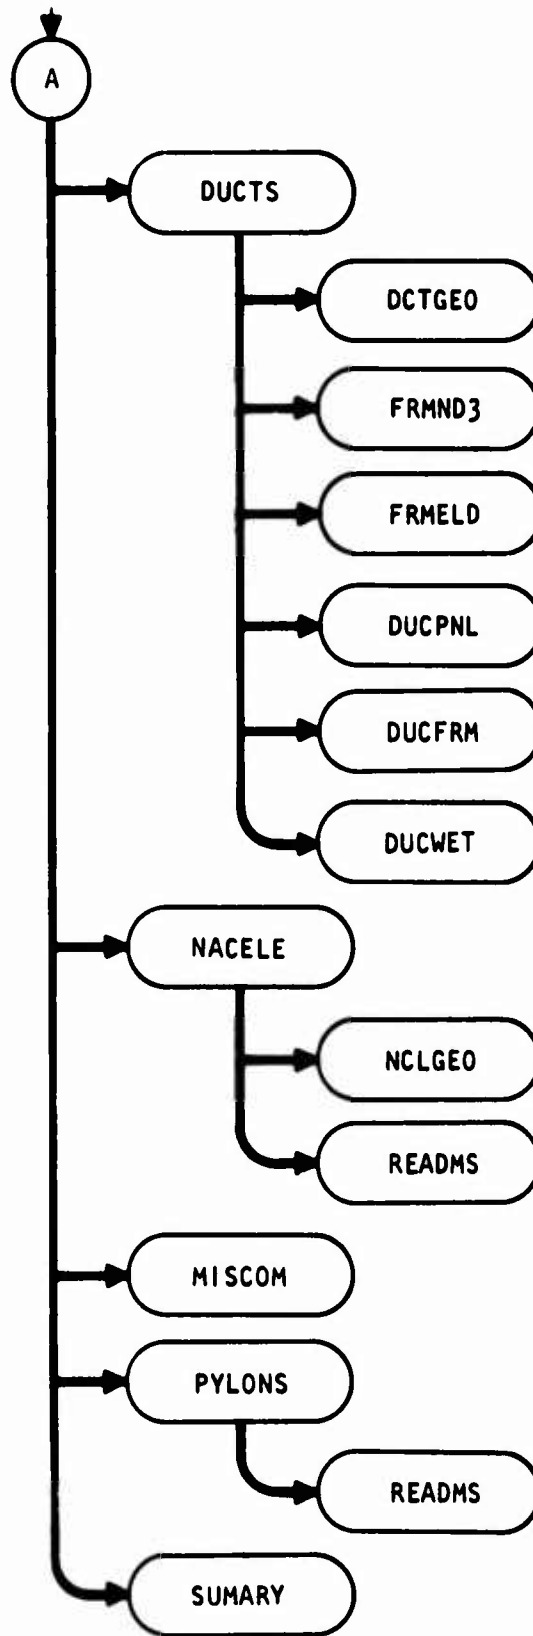 A
DUCTS
DCTGEO
FRMND3
FRMELD
DUCPNL
DUCFRM
DUCWET
NACELE
NCLGEO
READMS
MISCOM
PYLONS
READMS
SUMARY